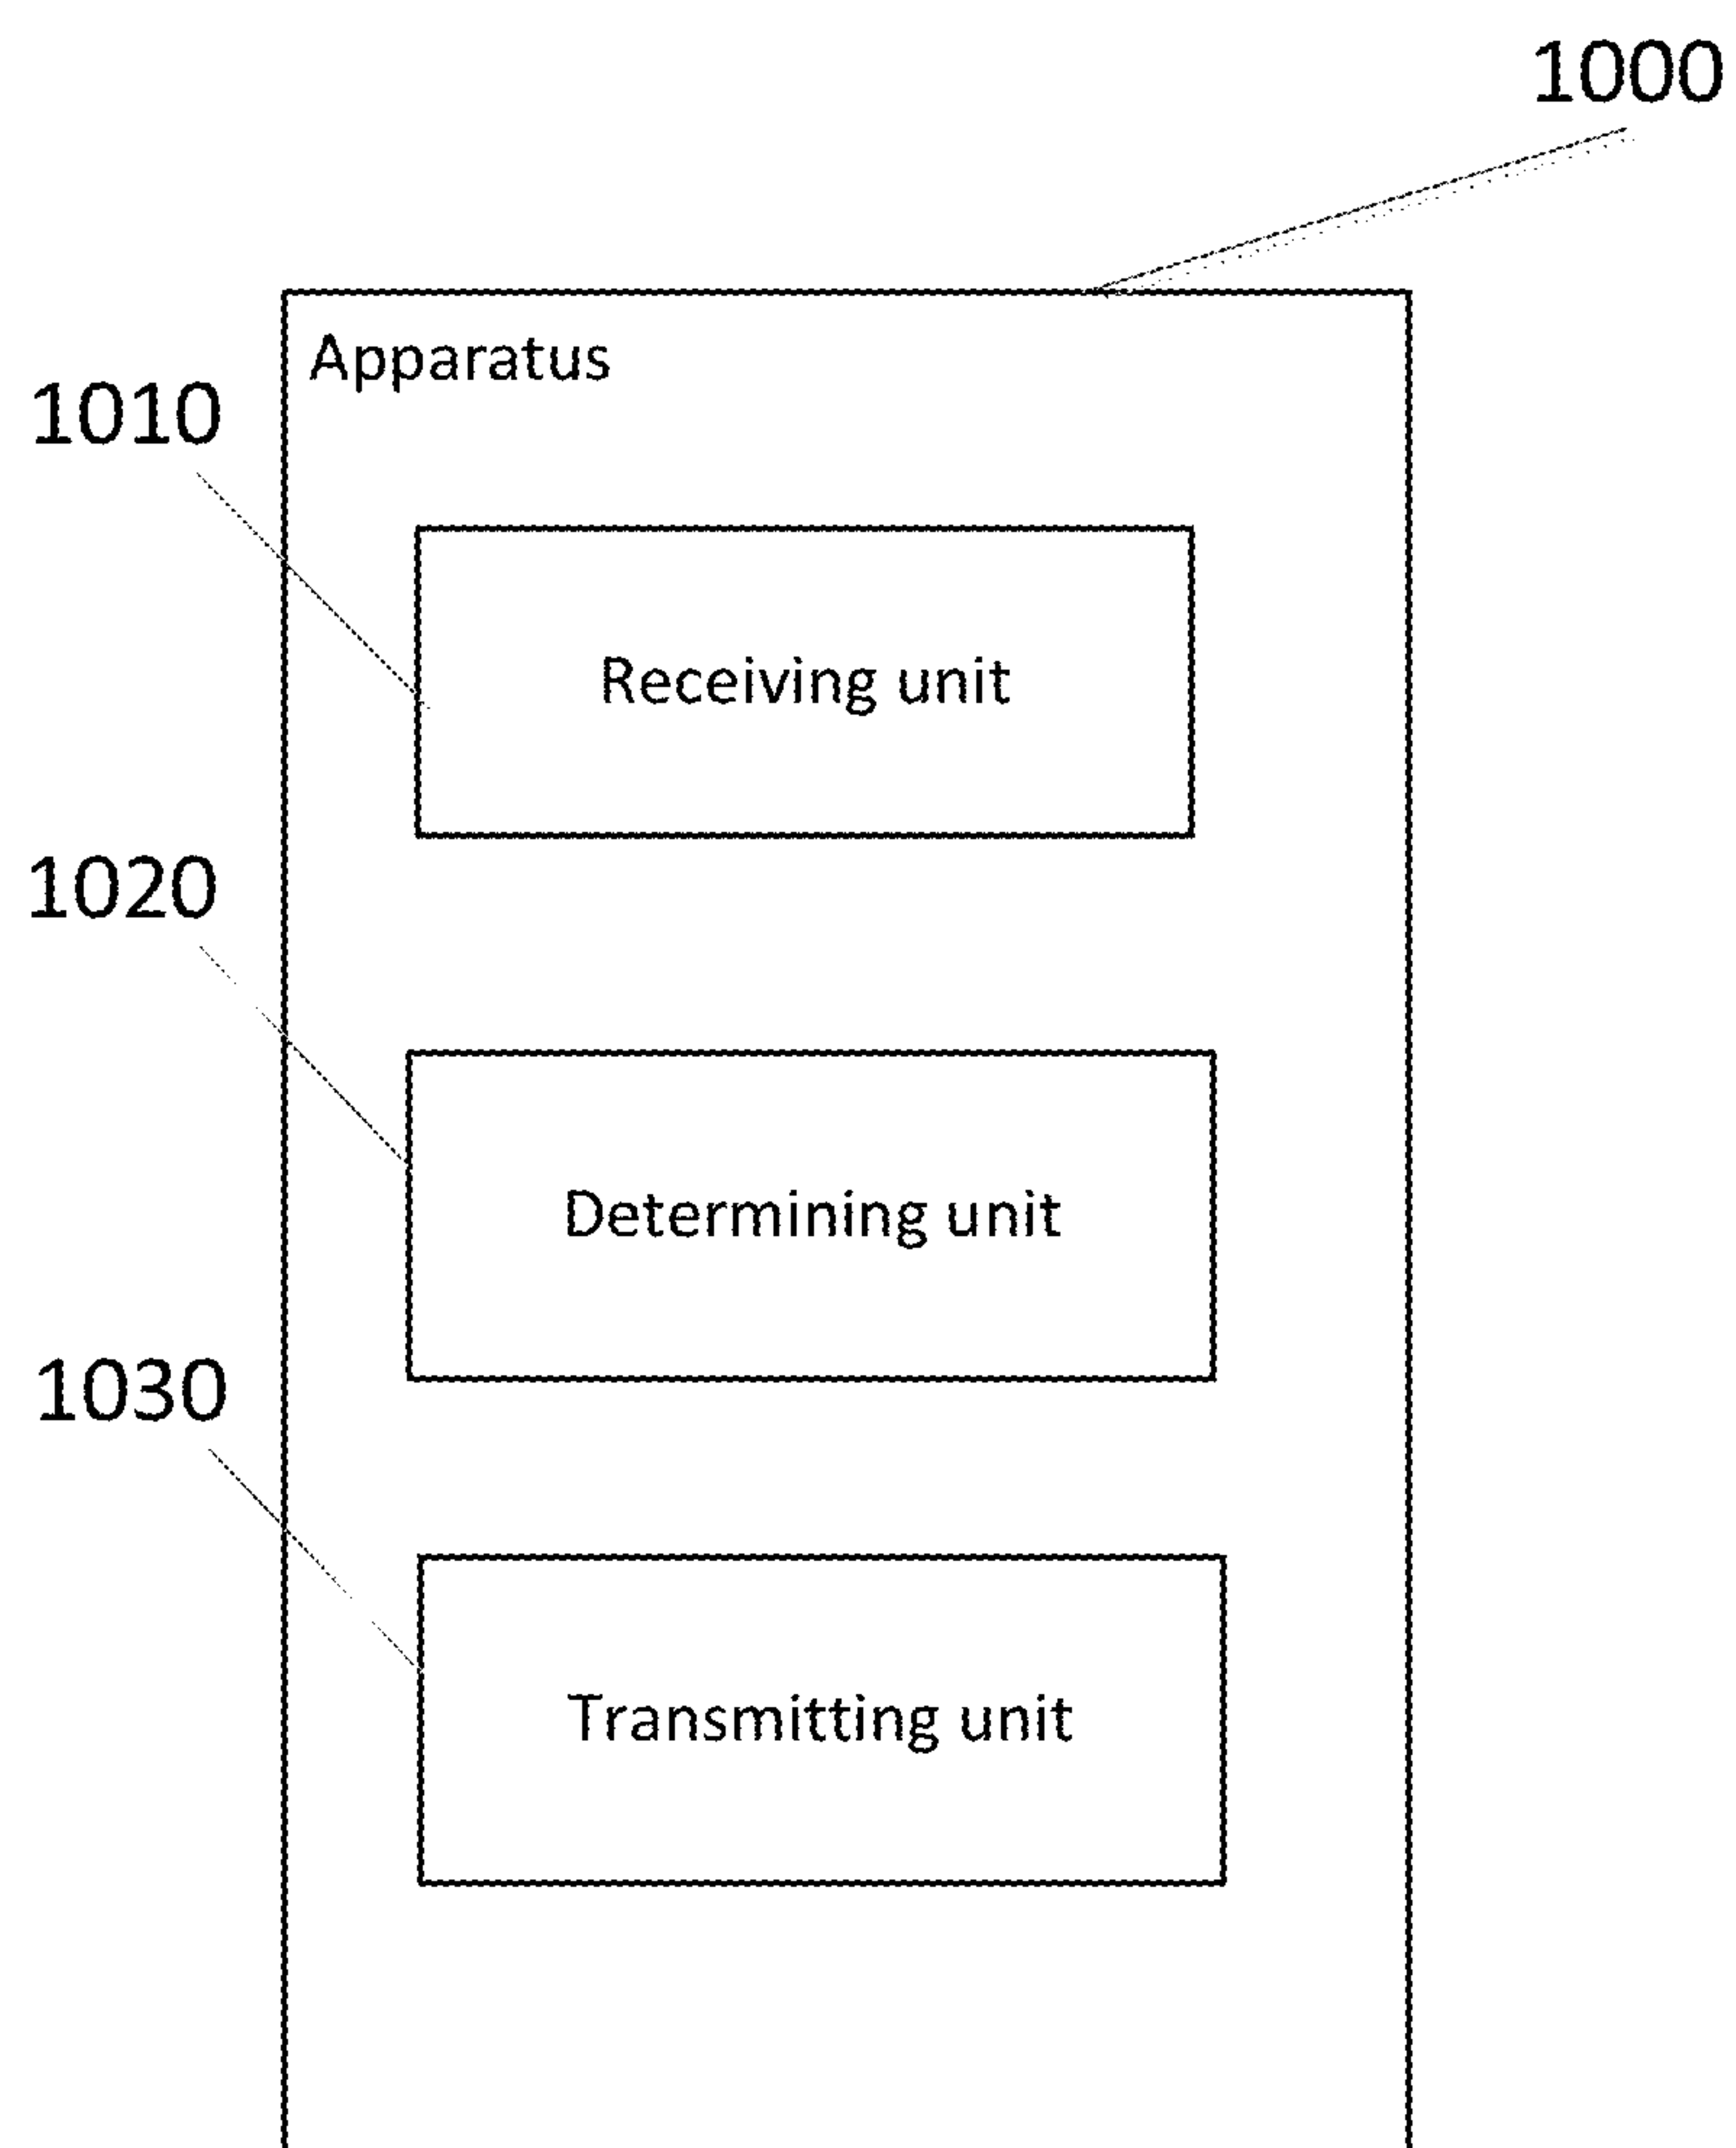 1000
Apparatus
1010
Receiving unit
1020
Determining unit
1030
Transmitting unit